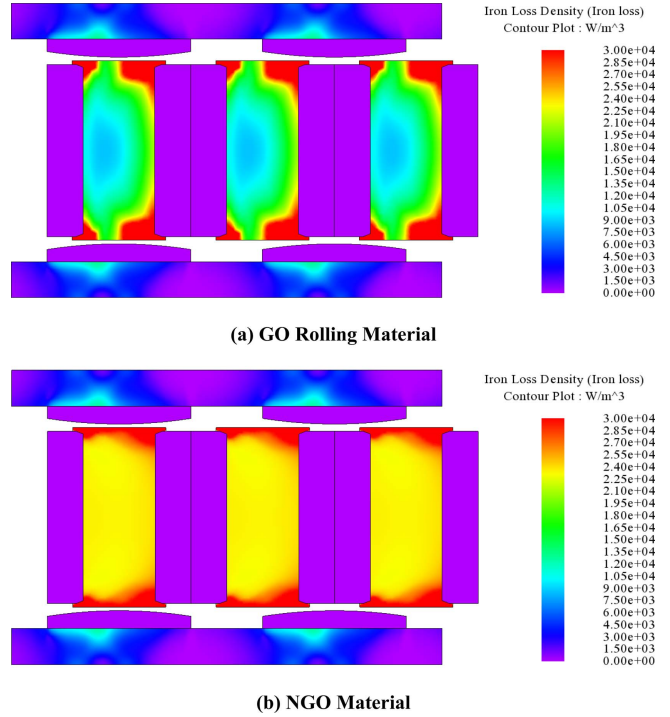 Iron Loss Density (Iron loss)
Contour Plot : W/m^3
3.00e+04
2.85e+04
2.70e+04
2.55e+04
2.40e+04
2.25e+04
2.10e+04
1.95e+04
1.80e+04
1.65e+04
1.50e+04
1.35e+04
1.20e+04
1.05e+04
9.00e+03
7.50e+03
6.00e+03
4.50e+03
3.00e+03
1.50e+03
0.00e+00
(a) GO Rolling Material
Iron Loss Density (Iron loss)
Contour Plot : W/m^3
3.00e+04
2.85e+04
2.70e+04
2.55e+04
2.40e+04
2.25e+04
2.10e+04
1.95e+04
1.80e+04
1.65e+04
1.50e+04
1.35e+04
1.20e+04
1.05e+04
9.00e+03
7.50e+03
6.00e+03
4.50e+03
3.00e+03
1.50e+03
0.00e+00
(b) NGO Material